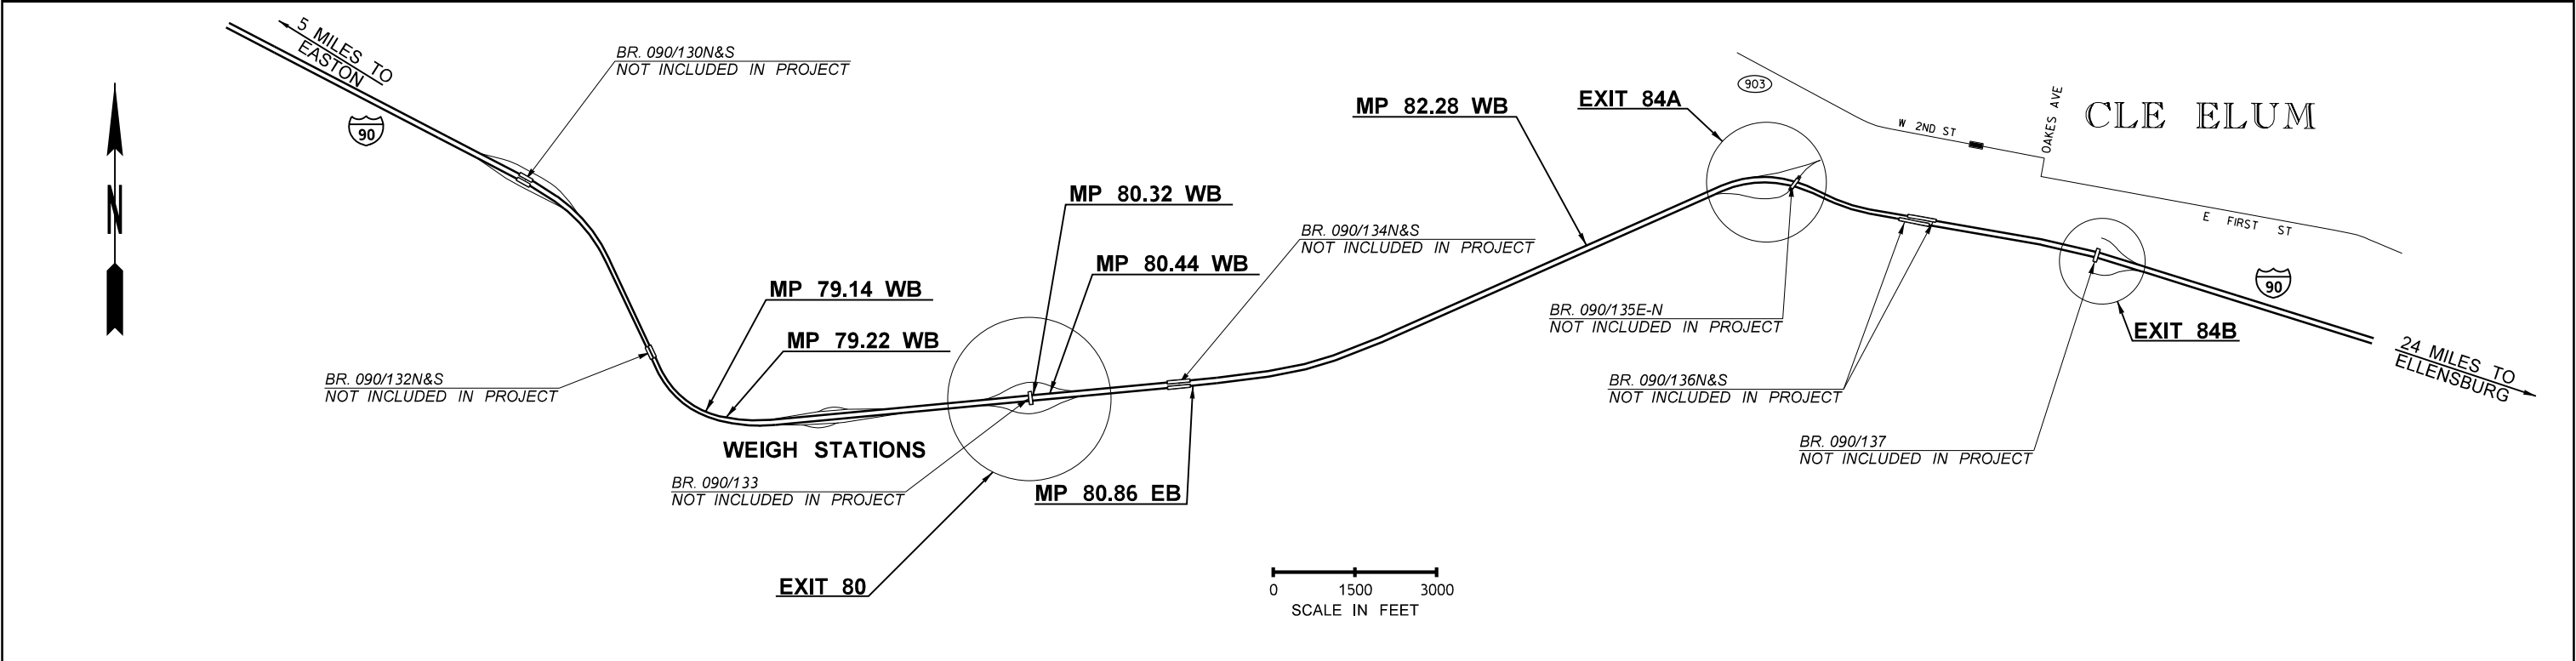 5 MILES TO
EASTON
90
N
BR. 090/130N&S
NOT INCLUDED IN PROJECT
BR. 090/132N&S
NOT INCLUDED IN PROJECT
MP 79.14 WB
MP 79.22 WB
WEIGH STATIONS
BR. 090/133
NOT INCLUDED IN PROJECT
EXIT 80
MP 80.32 WB
MP 80.44 WB
BR. 090/134N&S
NOT INCLUDED IN PROJECT
MP 80.86 EB
MP 82.28 WB
EXIT 84A
903
W 2ND ST
OAKES AVE
CLE ELUM
E FIRST ST
BR. 090/135E-N
NOT INCLUDED IN PROJECT
BR. 090/136N&S
NOT INCLUDED IN PROJECT
BR. 090/137
NOT INCLUDED IN PROJECT
90
EXIT 84B
24 MILES TO
ELLENSBURG
0 1500 3000
SCALE IN FEET